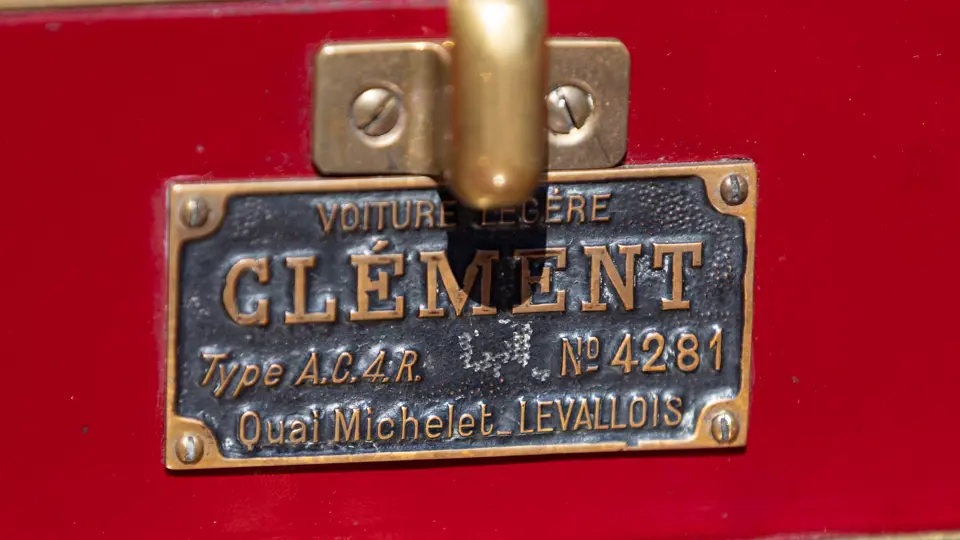 VOITURE LÉGÈRE
CLÉMENT
Type A.C.4.R. Nº 4281
Quai Michelet_LEVALLOIS